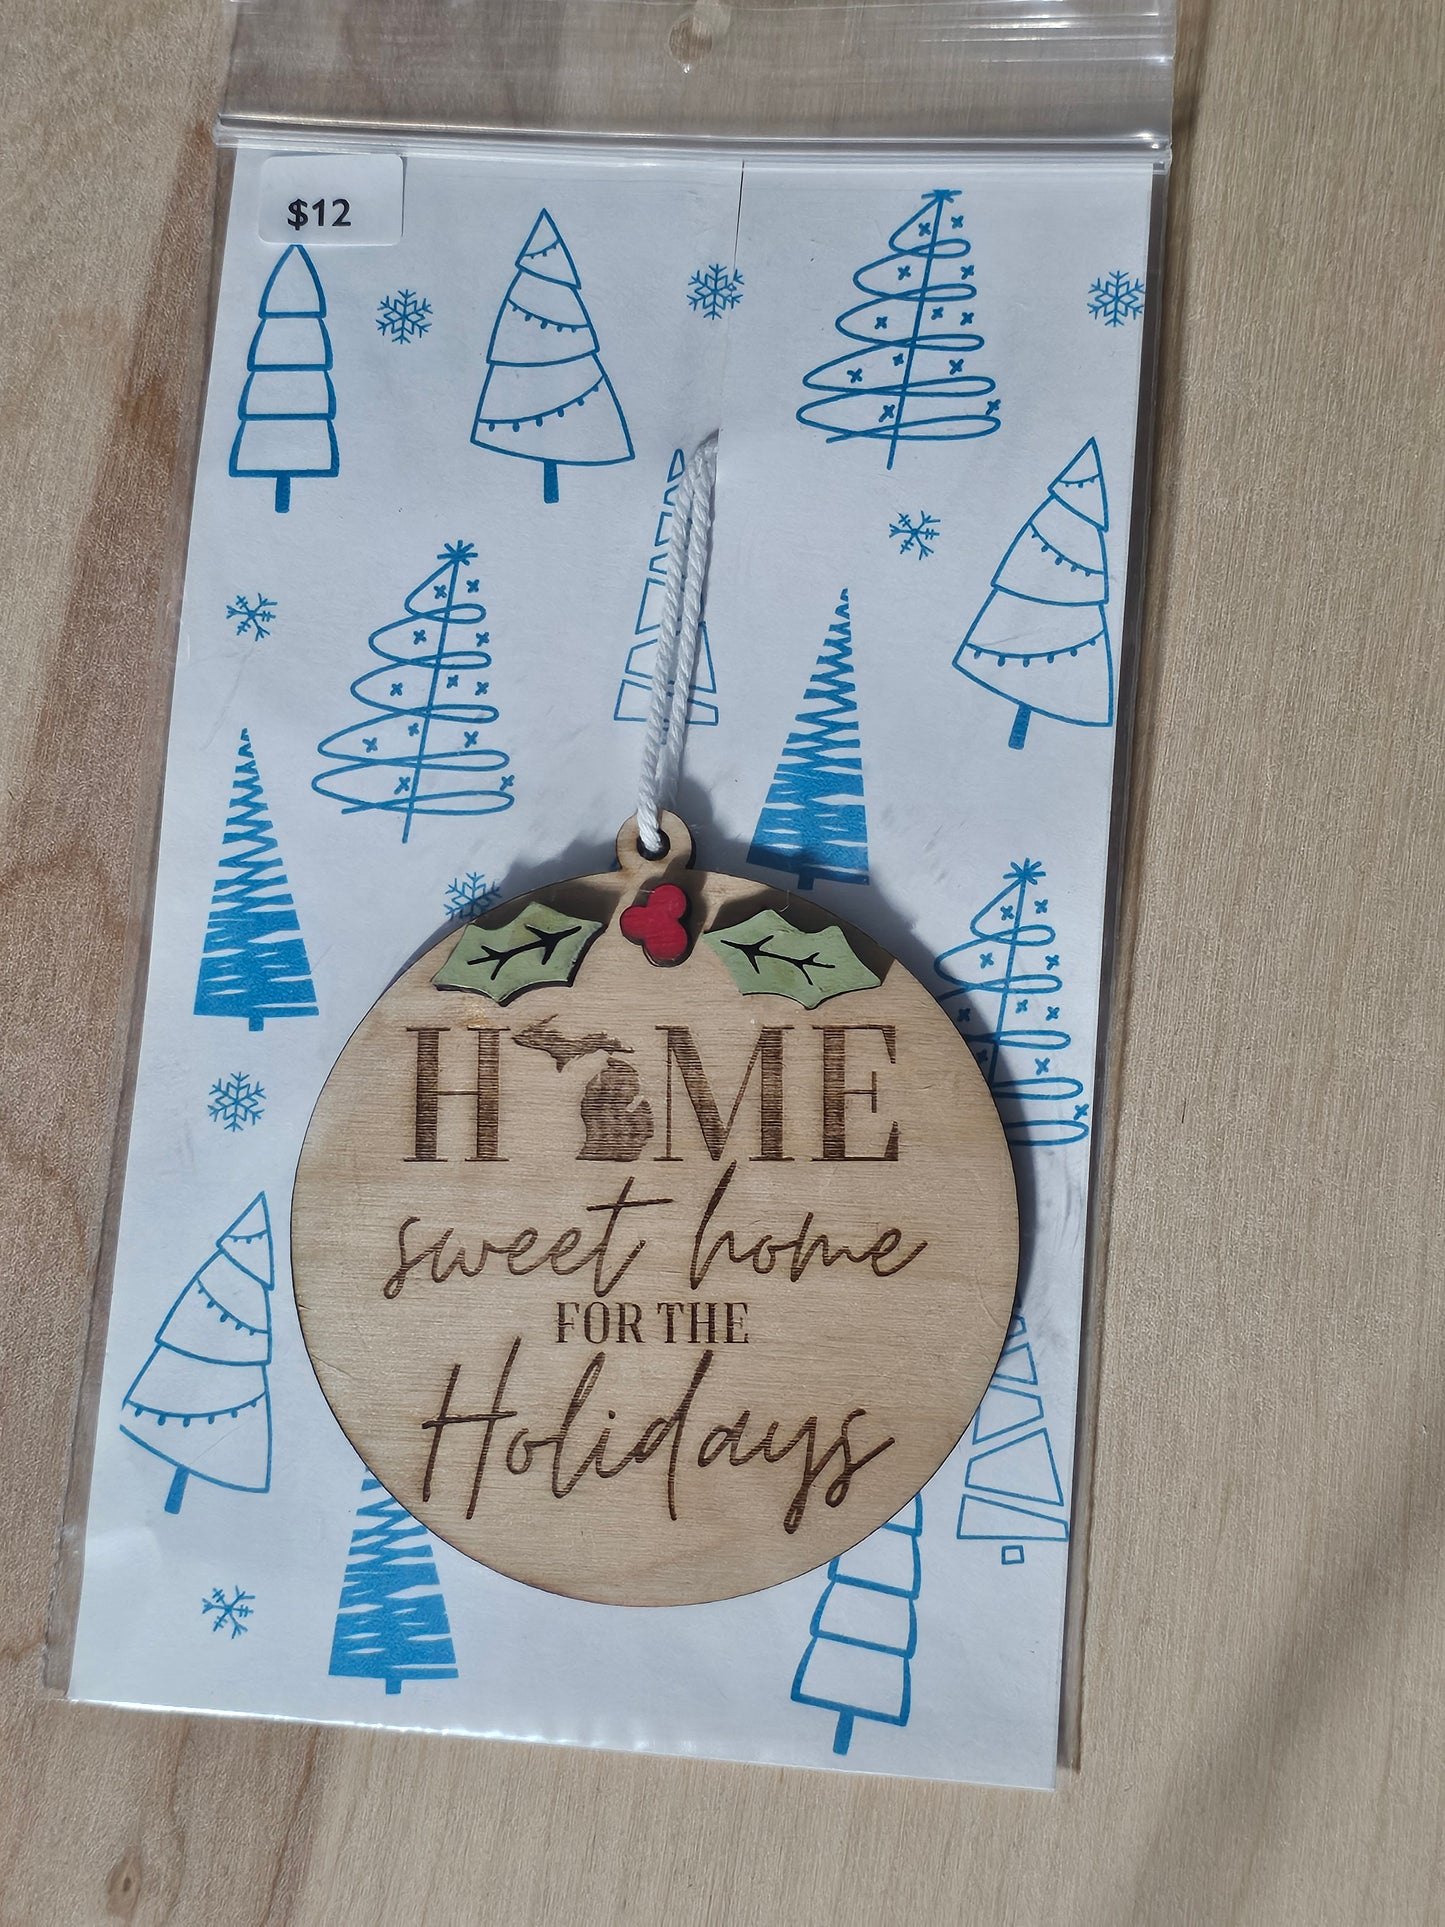 $12
HOME
sweet home
FOR THE
Holidays